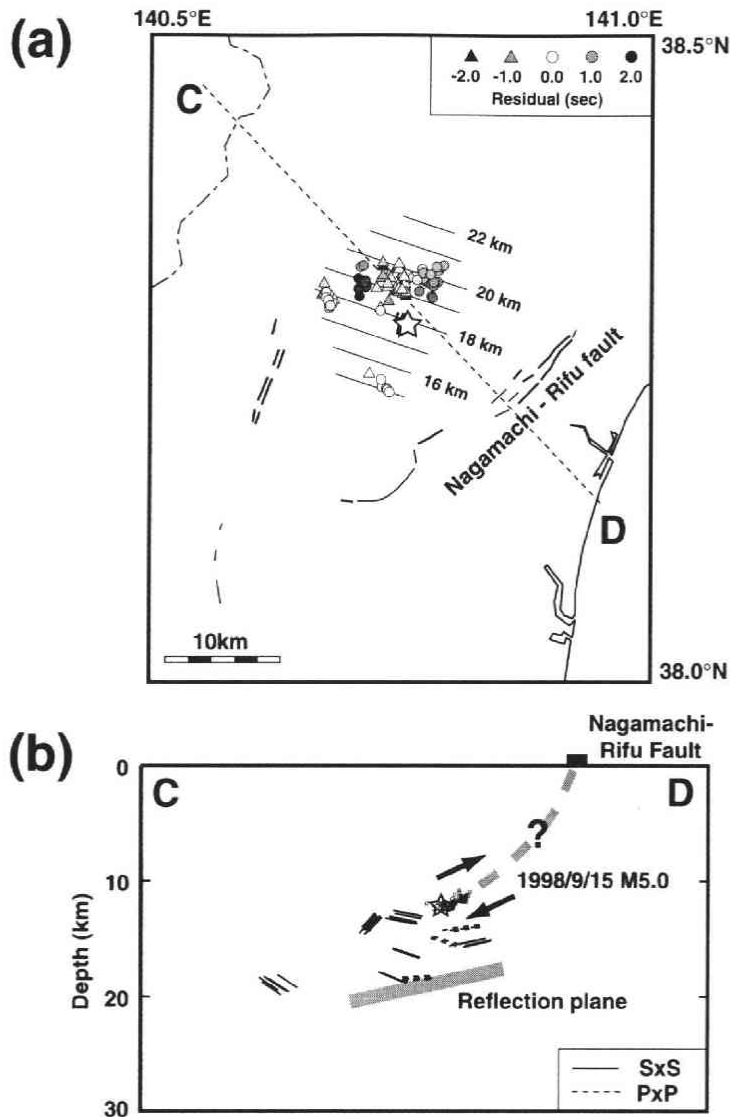 (a)
140.5°E
141.0°E
38.5°N
-2.0 -1.0 0.0 1.0 2.0
Residual (sec)
C
22 km
20 km
18 km
16 km
Nagamachi - Rifu fault
D
10km
38.0°N
(b)
Nagamachi-
Rifu Fault
0
C
D
?
10
1998/9/15 M5.0
Depth (km)
20
Reflection plane
SxS
PxP
30